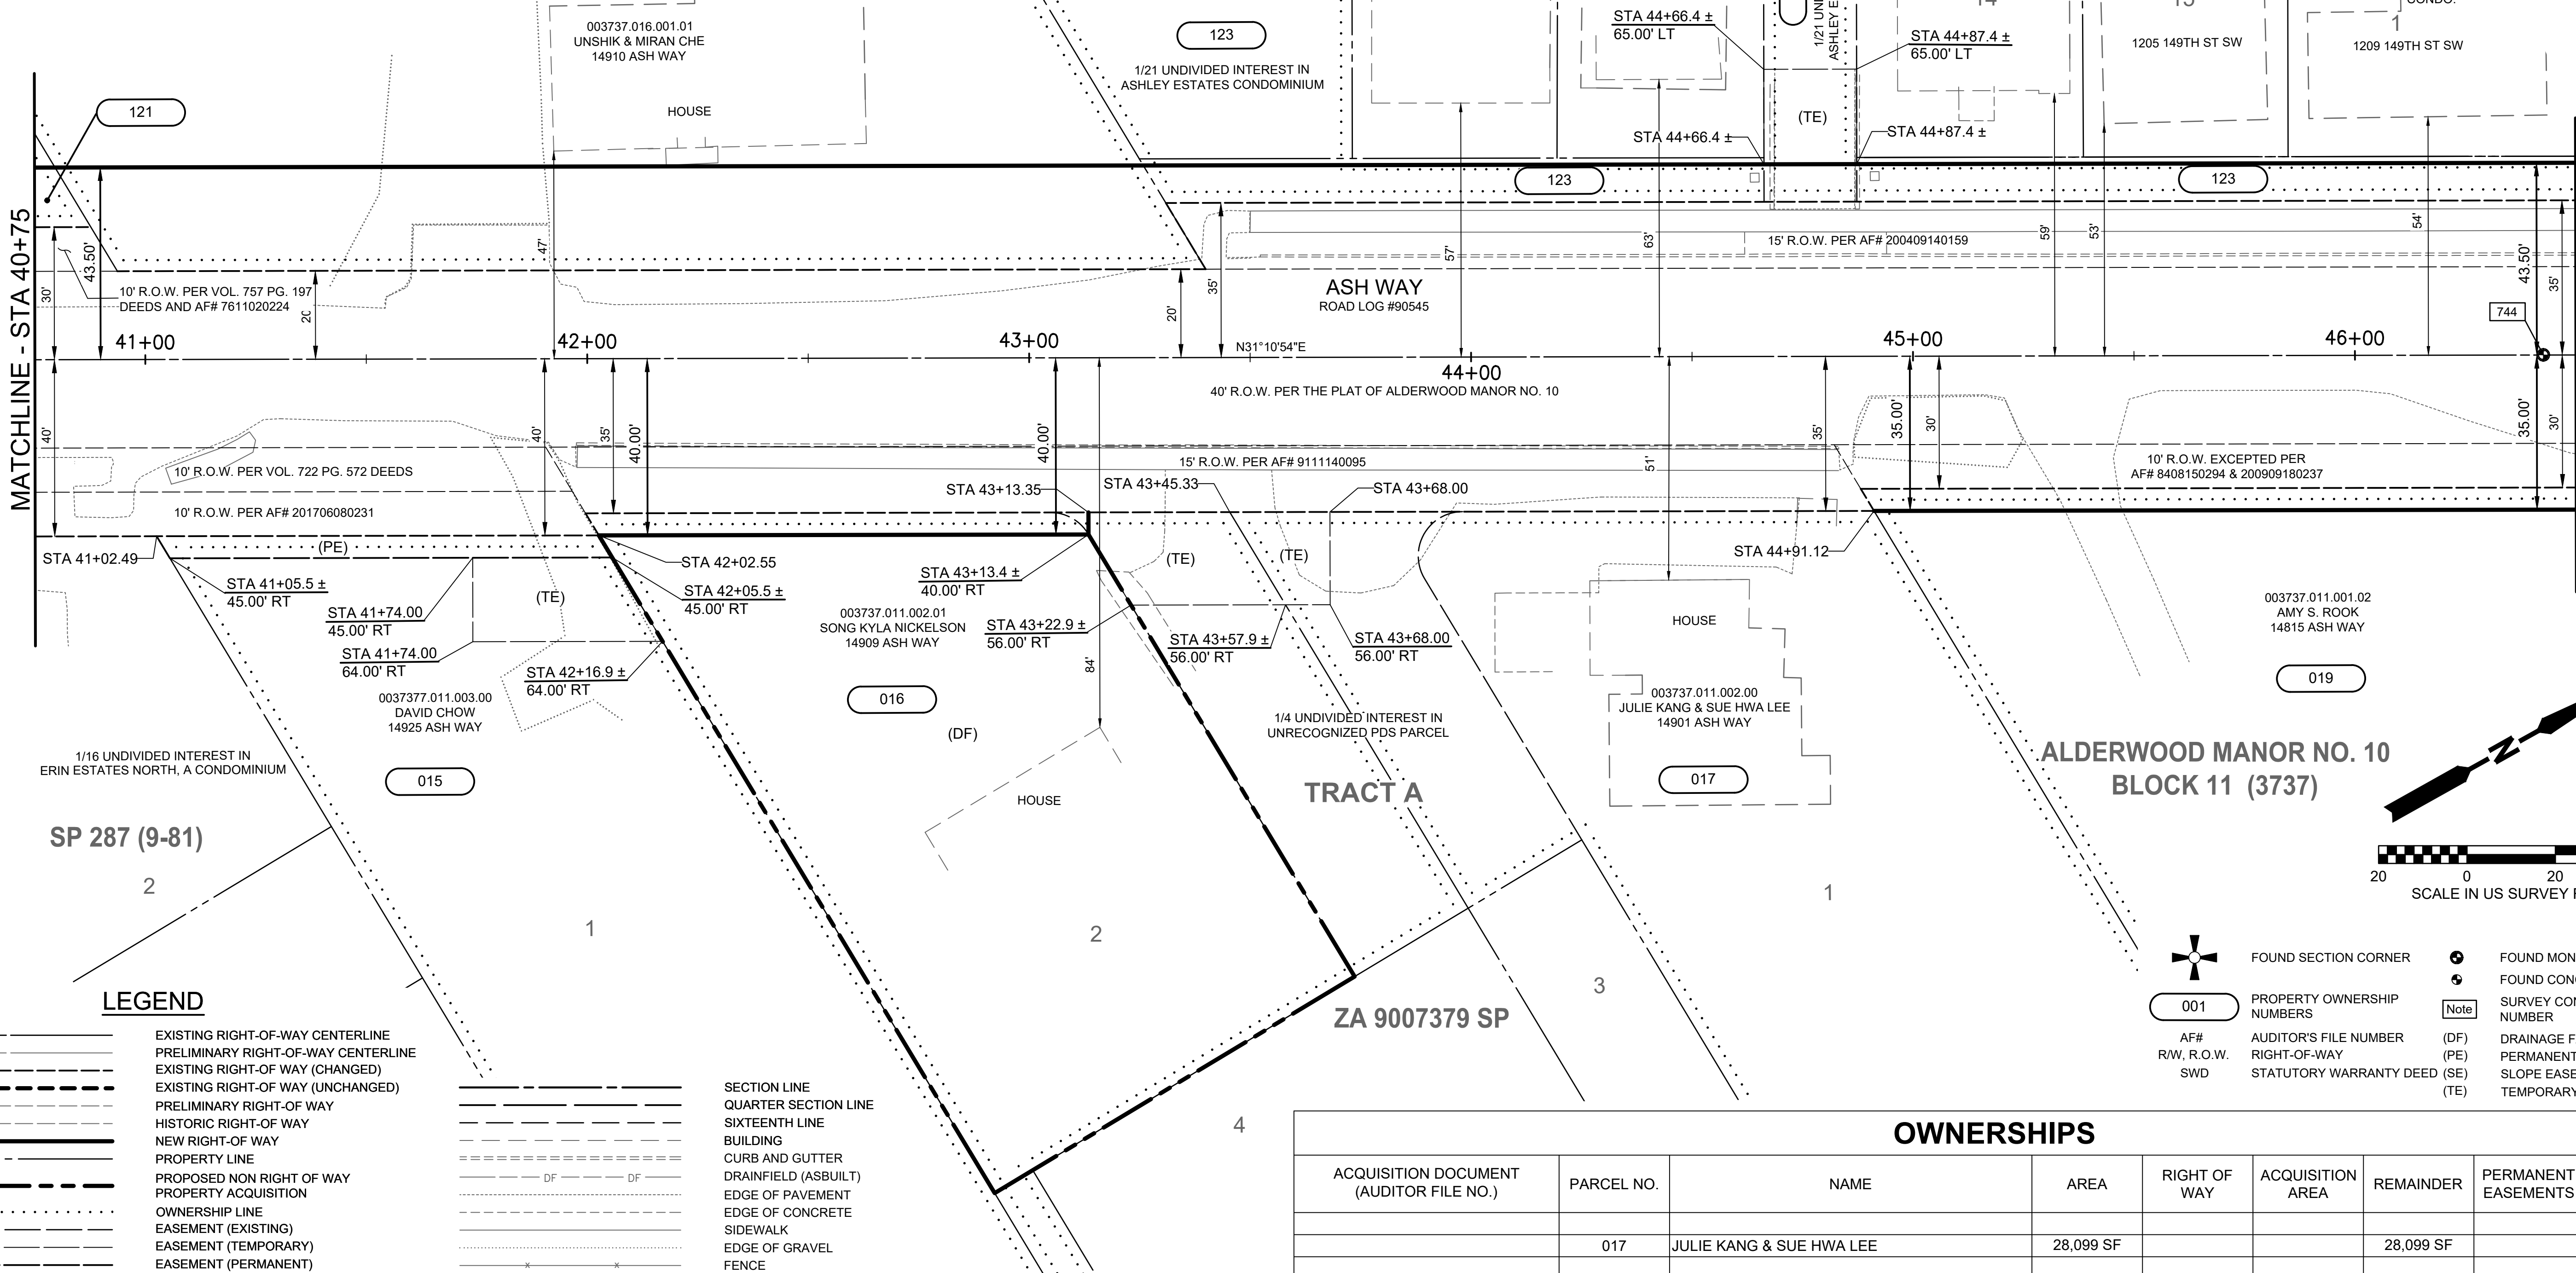 003737.016.001.01
UNSHIK & MIRAN CHE
14910 ASH WAY
HOUSE
121
123
1/21 UNDIVIDED INTEREST IN
ASHLEY ESTATES CONDOMINIUM
STA 44+66.4 ±
65.00' LT
STA 44+87.4 ±
65.00' LT
(TE)
STA 44+66.4 ±
STA 44+87.4 ±
1205 149TH ST SW
1
1209 149TH ST SW
123
123
MATCHLINE - STA 40+75
30'
43.50'
10' R.O.W. PER VOL. 757 PG. 197
DEEDS AND AF# 7611020224
47'
20'
35'
57'
63'
59'
53'
54'
43.50'
35'
15' R.O.W. PER AF# 200409140159
ASH WAY
ROAD LOG #90545
744
41+00
42+00
43+00
N31°10'54"E
44+00
45+00
46+00
40' R.O.W. PER THE PLAT OF ALDERWOOD MANOR NO. 10
40'
40'
35'
40.00'
40.00'
51'
35'
35.00'
30'
35.00'
30'
10' R.O.W. PER VOL. 722 PG. 572 DEEDS
10' R.O.W. PER AF# 201706080231
15' R.O.W. PER AF# 9111140095
10' R.O.W. EXCEPTED PER
AF# 8408150294 & 200909180237
STA 43+13.35
STA 43+45.33
STA 43+68.00
STA 41+02.49
(PE)
STA 42+02.55
STA 44+91.12
STA 41+05.5 ±
45.00' RT
STA 41+74.00
45.00' RT
STA 41+74.00
64.00' RT
(TE)
STA 42+05.5 ±
45.00' RT
STA 42+16.9 ±
64.00' RT
STA 43+13.4 ±
40.00' RT
(TE)
(TE)
STA 43+22.9 ±
56.00' RT
STA 43+57.9 ±
56.00' RT
STA 43+68.00
56.00' RT
84'
003737.011.002.01
SONG KYLA NICKELSON
14909 ASH WAY
016
(DF)
HOUSE
0037377.011.003.00
DAVID CHOW
14925 ASH WAY
015
1/16 UNDIVIDED INTEREST IN
ERIN ESTATES NORTH, A CONDOMINIUM
SP 287 (9-81)
2
1
2
1/4 UNDIVIDED INTEREST IN
UNRECOGNIZED PDS PARCEL
TRACT A
HOUSE
003737.011.002.00
JULIE KANG & SUE HWA LEE
14901 ASH WAY
017
003737.011.001.02
AMY S. ROOK
14815 ASH WAY
019
ALDERWOOD MANOR NO. 10
BLOCK 11 (3737)
N
20 0 20
SCALE IN US SURVEY
1
3
4
ZA 9007379 SP
LEGEND
EXISTING RIGHT-OF-WAY CENTERLINE
PRELIMINARY RIGHT-OF-WAY CENTERLINE
EXISTING RIGHT-OF WAY (CHANGED)
EXISTING RIGHT-OF WAY (UNCHANGED)
PRELIMINARY RIGHT-OF WAY
HISTORIC RIGHT-OF WAY
NEW RIGHT-OF WAY
PROPERTY LINE
PROPOSED NON RIGHT OF WAY
PROPERTY ACQUISITION
OWNERSHIP LINE
EASEMENT (EXISTING)
EASEMENT (TEMPORARY)
EASEMENT (PERMANENT)
SECTION LINE
QUARTER SECTION LINE
SIXTEENTH LINE
BUILDING
CURB AND GUTTER
DF DF DRAINFIELD (ASBUILT)
EDGE OF PAVEMENT
EDGE OF CONCRETE
SIDEWALK
EDGE OF GRAVEL
x x FENCE
FOUND SECTION CORNER
001 PROPERTY OWNERSHIP
NUMBERS
AF# AUDITOR'S FILE NUMBER
R/W, R.O.W. RIGHT-OF-WAY
SWD STATUTORY WARRANTY DEED
FOUND MON
FOUND CONC
Note SURVEY CON
NUMBER
(DF) DRAINAGE F
(PE) PERMANENT
(SE) SLOPE EASE
(TE) TEMPORARY
OWNERSHIPS
ACQUISITION DOCUMENT
(AUDITOR FILE NO.)
PARCEL NO.
NAME
AREA
RIGHT OF
WAY
ACQUISITION
AREA
REMAINDER
PERMANENT
EASEMENTS
017 JULIE KANG & SUE HWA LEE 28,099 SF 28,099 SF